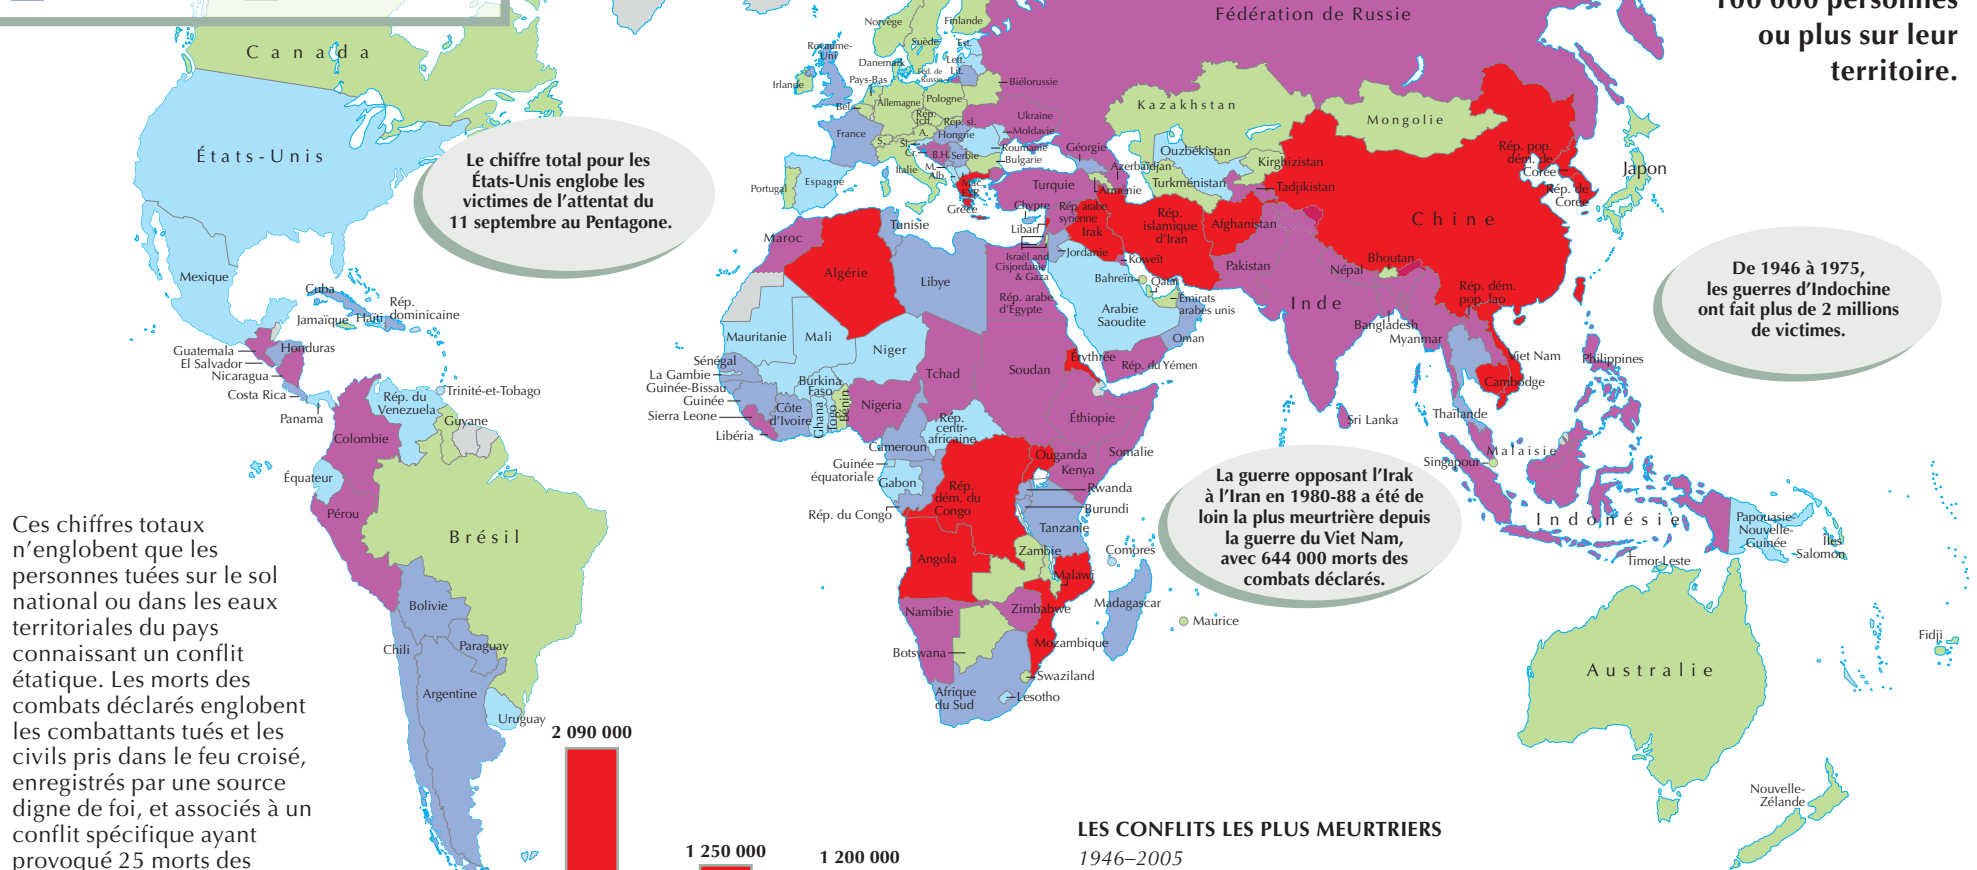 100 000 personnes
ou plus sur leur
territoire.
Fédération de Russie
Canada
États-Unis
Mexique
Cuba
Jamaïque
Haïti
Rép.
dominicaine
Guatemala
Honduras
El Salvador
Nicaragua
Costa Rica
Panama
Trinité-et-Tobago
Rép. du
Venezuela
Guyane
Colombie
Équateur
Pérou
Brésil
Bolivie
Paraguay
Chili
Argentine
Uruguay
Le chiffre total pour les
États-Unis englobe les
victimes de l'attentat du
11 septembre au Pentagone.
Norvège
Finlande
Suède
Est.
Lett.
Lit.
Féd. de
Russie
Royaume-
Uni
Danemark
Irlande
Pays-Bas
Bel.
Allemagne
Pologne
Biélorussie
Ukraine
Rép.
tch.
Rép. sl.
Moldavie
France
A.
Hongrie
S.
Sl.
Cr.
B.H.
Serbie
Roumanie
Bulgarie
Italie
M.
Alb.
Mac.
EYR
Grèce
Portugal
Espagne
Géorgie
Azerbaïdjan
Arménie
Turquie
Chypre
Rép. arabe
syrienne
Liban
Irak
Israël and
Cisjordanie
& Gaza
Jordanie
Koweït
Bahreïn
Qatar
Émirats
arabes unis
Arabie
Saoudite
Oman
Rép. du Yémen
Rép.
islamique
d'Iran
Afghanistan
Pakistan
Kazakhstan
Ouzbékistan
Turkménistan
Kirghizistan
Tadjikistan
Mongolie
Chine
Rép. pop.
dém. de
Corée
Rép. de
Corée
Japon
Népal
Bhoutan
Inde
Bangladesh
Myanmar
Rép. dém.
pop. lao
Viet Nam
Cambodge
Thaïlande
Philippines
Sri Lanka
Malaisie
Singapour
Indonésie
Timor-Leste
Papouasie-
Nouvelle-
Guinée
Îles
Salomon
Fidji
Australie
Nouvelle-
Zélande
Maroc
Algérie
Tunisie
Libye
Rép. arabe
d'Égypte
Mauritanie
Mali
Niger
Tchad
Soudan
Érythrée
Sénégal
La Gambie
Guinée-Bissau
Guinée
Sierra Leone
Libéria
Côte
d'Ivoire
Burkina
Faso
Ghana
Togo
Bénin
Nigeria
Cameroun
Rép.
centr-
africaine
Éthiopie
Somalie
Guinée
équatoriale
Gabon
Rép. du Congo
Rép.
dém. du
Congo
Ouganda
Kenya
Rwanda
Burundi
Tanzanie
Angola
Zambie
Malawi
Comores
Namibie
Zimbabwe
Mozambique
Madagascar
Maurice
Botswana
Swaziland
Lesotho
Afrique
du Sud
De 1946 à 1975,
les guerres d'Indochine
ont fait plus de 2 millions
de victimes.
La guerre opposant l'Irak
à l'Iran en 1980-88 a été de
loin la plus meurtrière depuis
la guerre du Viet Nam,
avec 644 000 morts des
combats déclarés.
Ces chiffres totaux
n'englobent que les
personnes tuées sur le sol
national ou dans les eaux
territoriales du pays
connaissant un conflit
étatique. Les morts des
combats déclarés englobent
les combattants tués et les
civils pris dans le feu croisé,
enregistrés par une source
digne de foi, et associés à un
conflit spécifique ayant
provoqué 25 morts des
2 090 000
1 250 000
1 200 000
LES CONFLITS LES PLUS MEURTRIERS
1946–2005